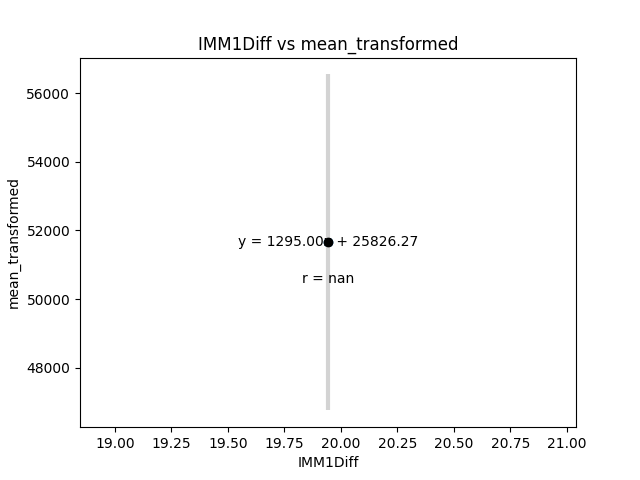 IMM1Diff vs mean_transformed
56000
54000
52000
50000
48000
mean_transformed
y = 1295.00 + 25826.27
r = nan
19.00 19.25 19.50 19.75 20.00 20.25 20.50 20.75 21.00
IMM1Diff